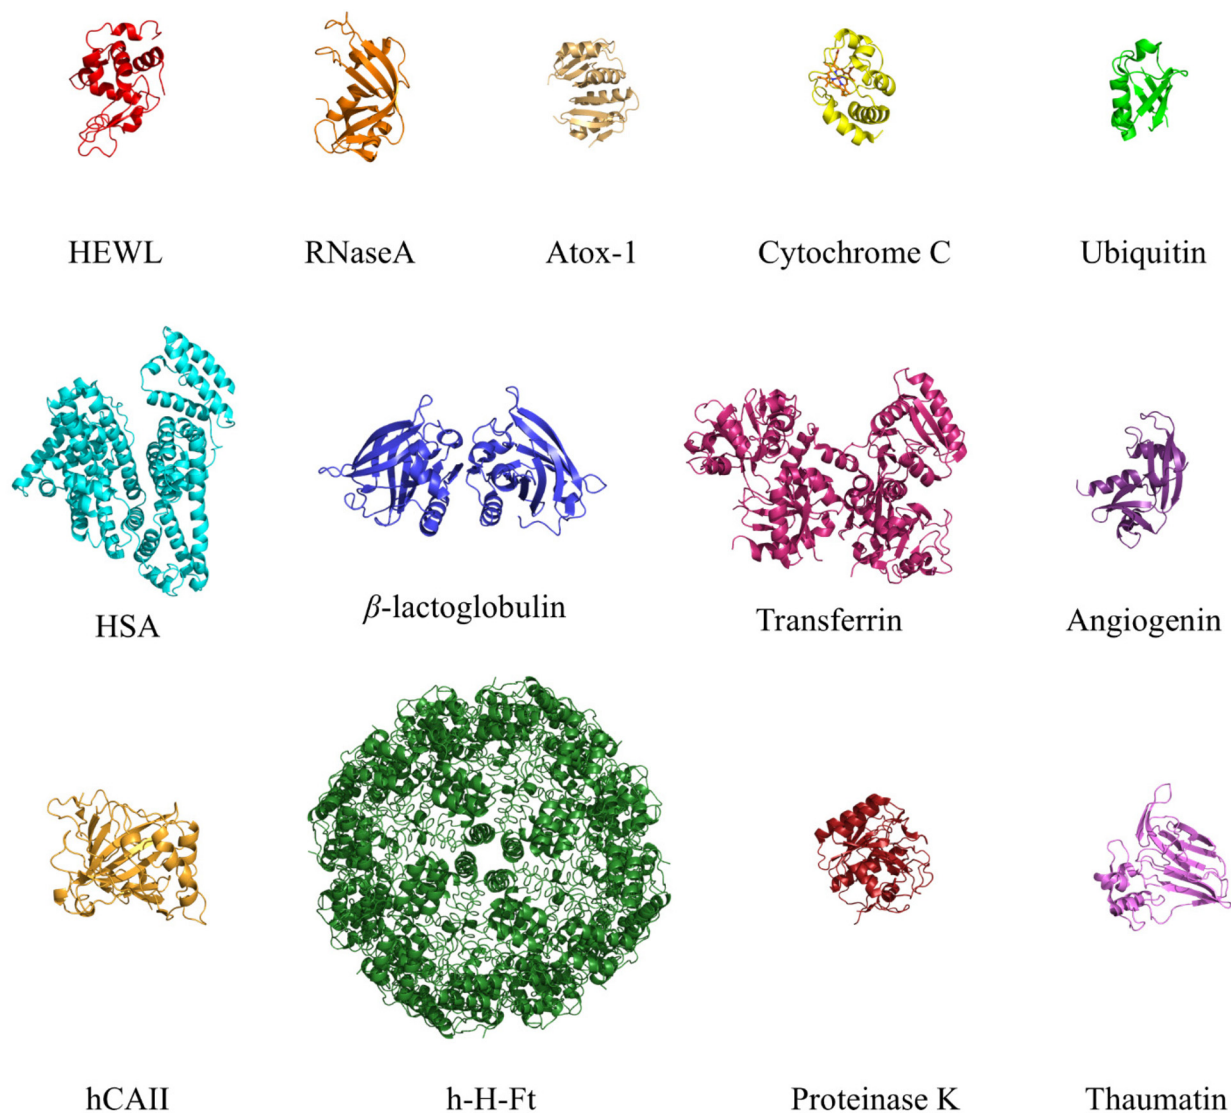 HEWL
RNaseA
Atox-1
Cytochrome C
Ubiquitin
HSA
β-lactoglobulin
Transferrin
Angiogenin
hCAII
h-H-Ft
Proteinase K
Thaumatin